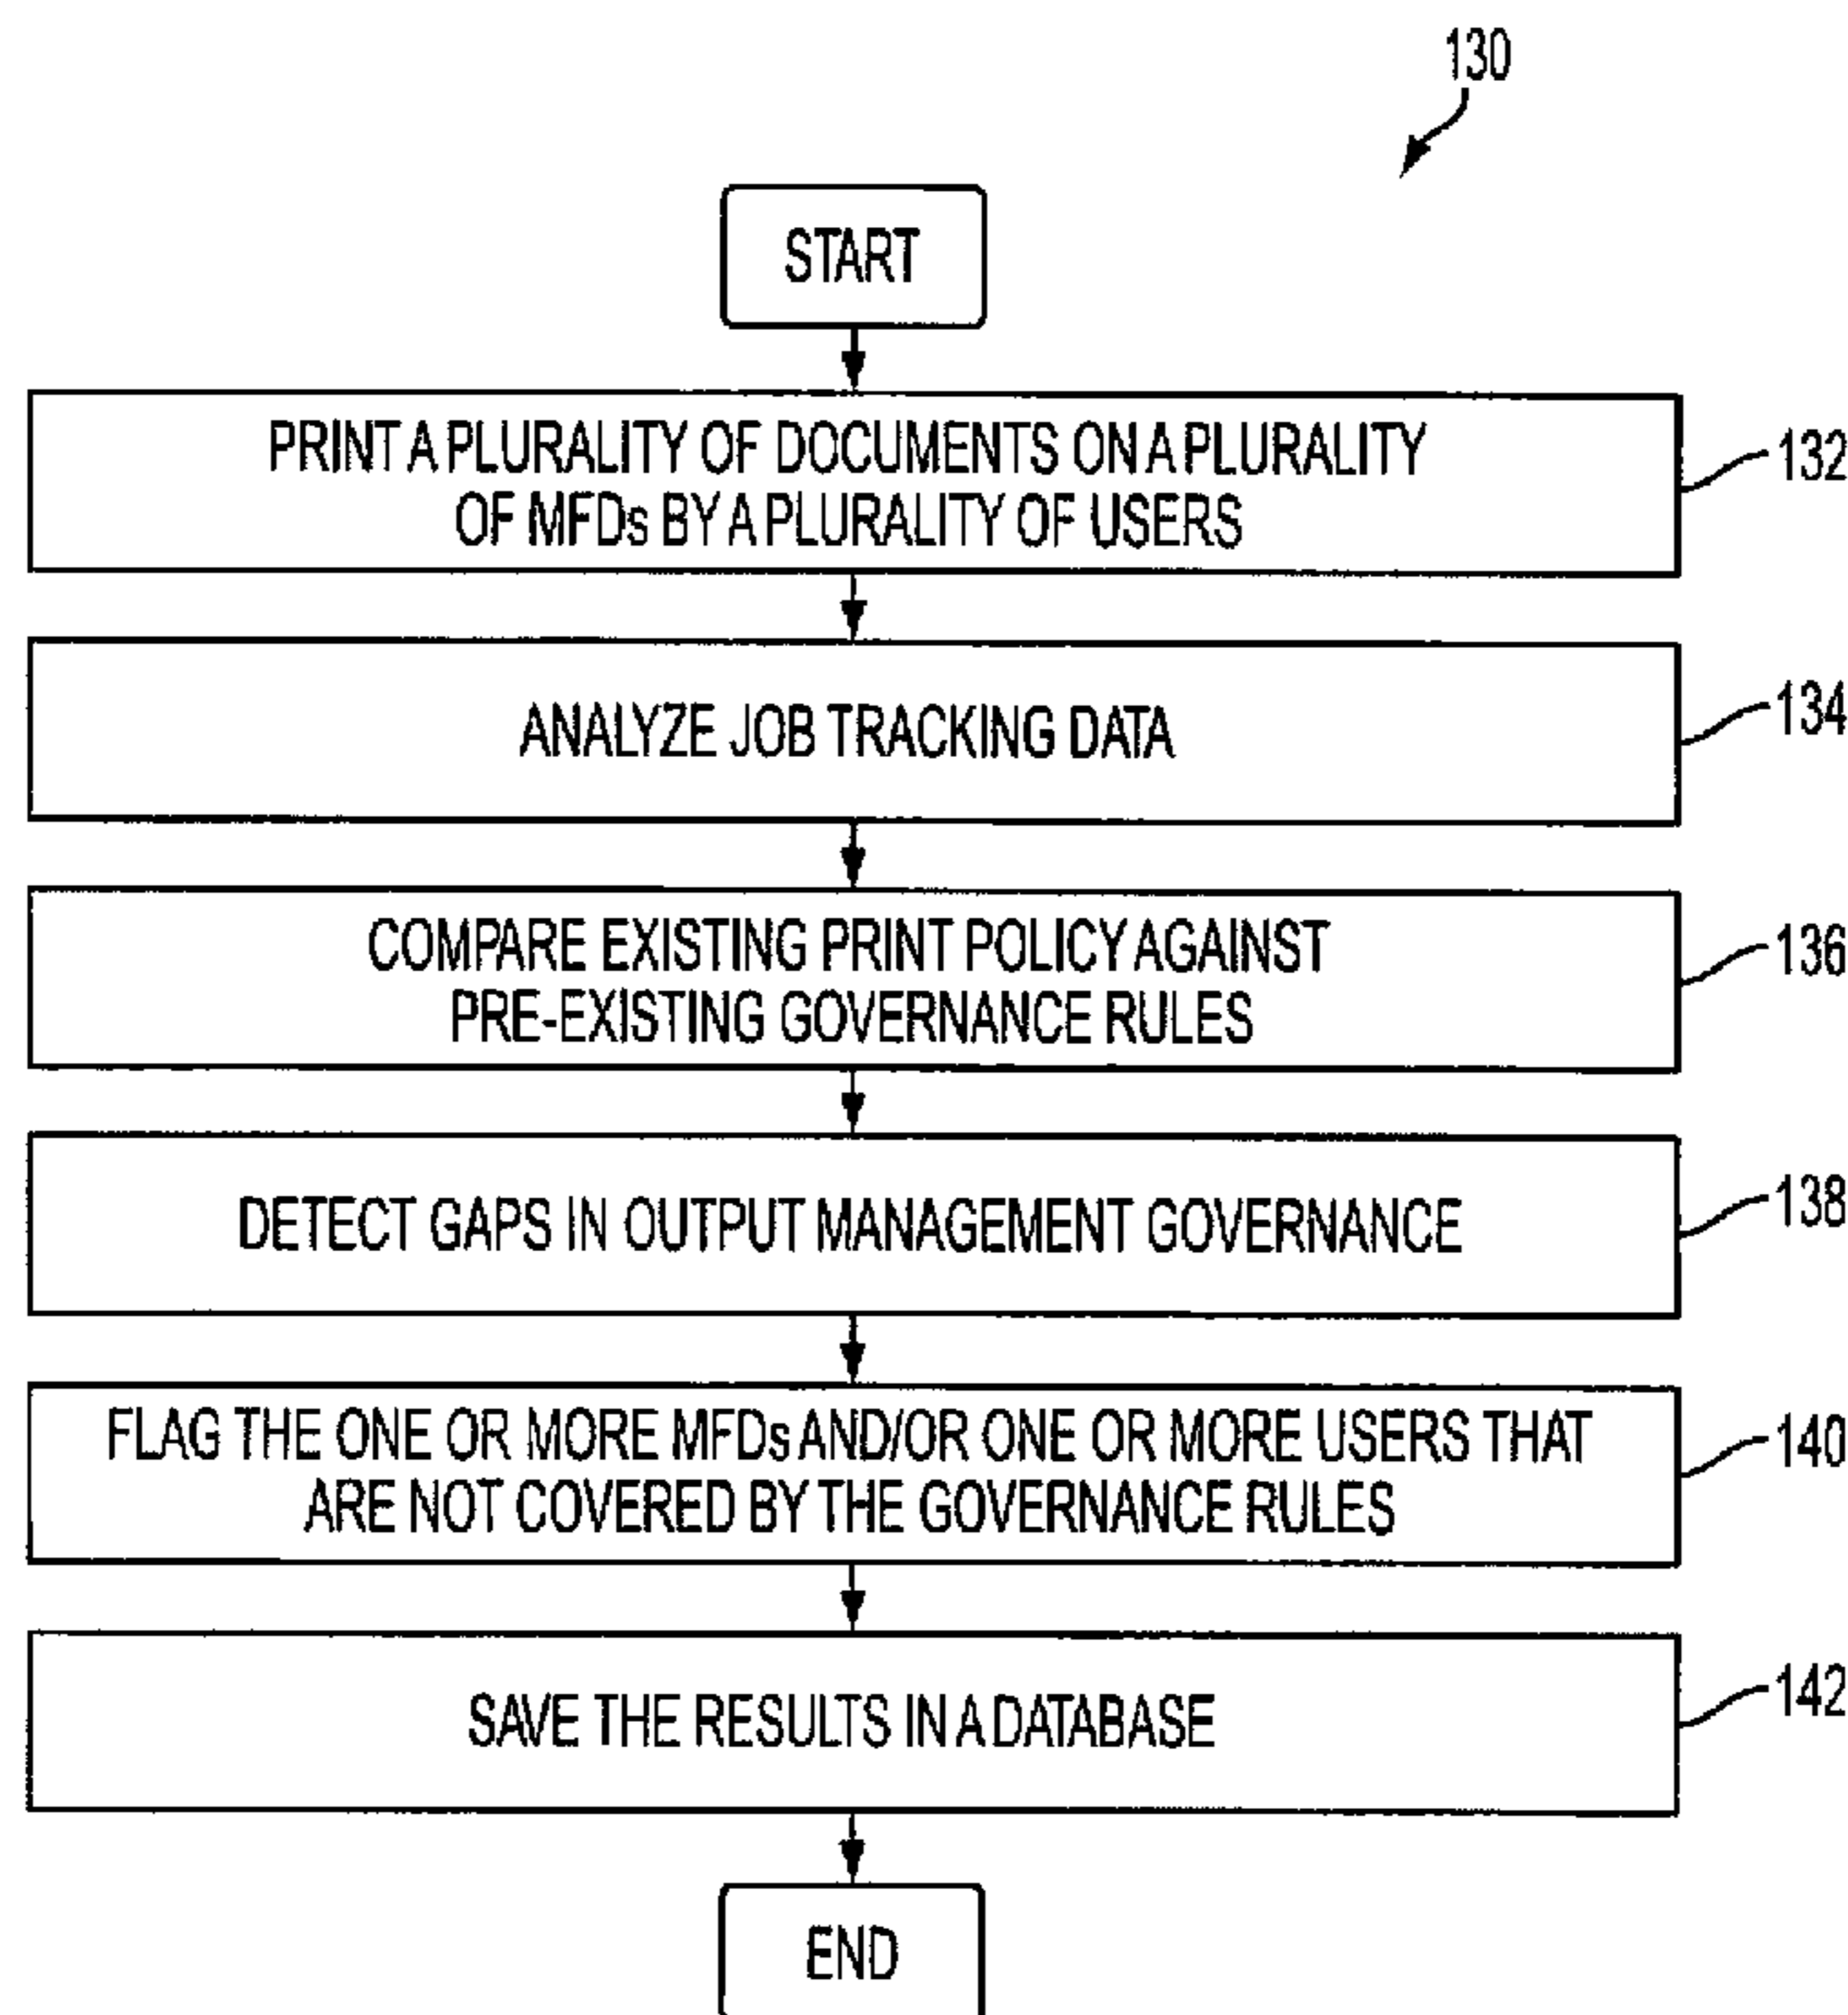 130
START
PRINT A PLURALITY OF DOCUMENTS ON A PLURALITY
OF MFDs BY A PLURALITY OF USERS
132
ANALYZE JOB TRACKING DATA
134
COMPARE EXISTING PRINT POLICY AGAINST
PRE-EXISTING GOVERNANCE RULES
136
DETECT GAPS IN OUTPUT MANAGEMENT GOVERNANCE
138
FLAG THE ONE OR MORE MFDs AND/OR ONE OR MORE USERS THAT
ARE NOT COVERED BY THE GOVERNANCE RULES
140
SAVE THE RESULTS IN A DATABASE
142
END